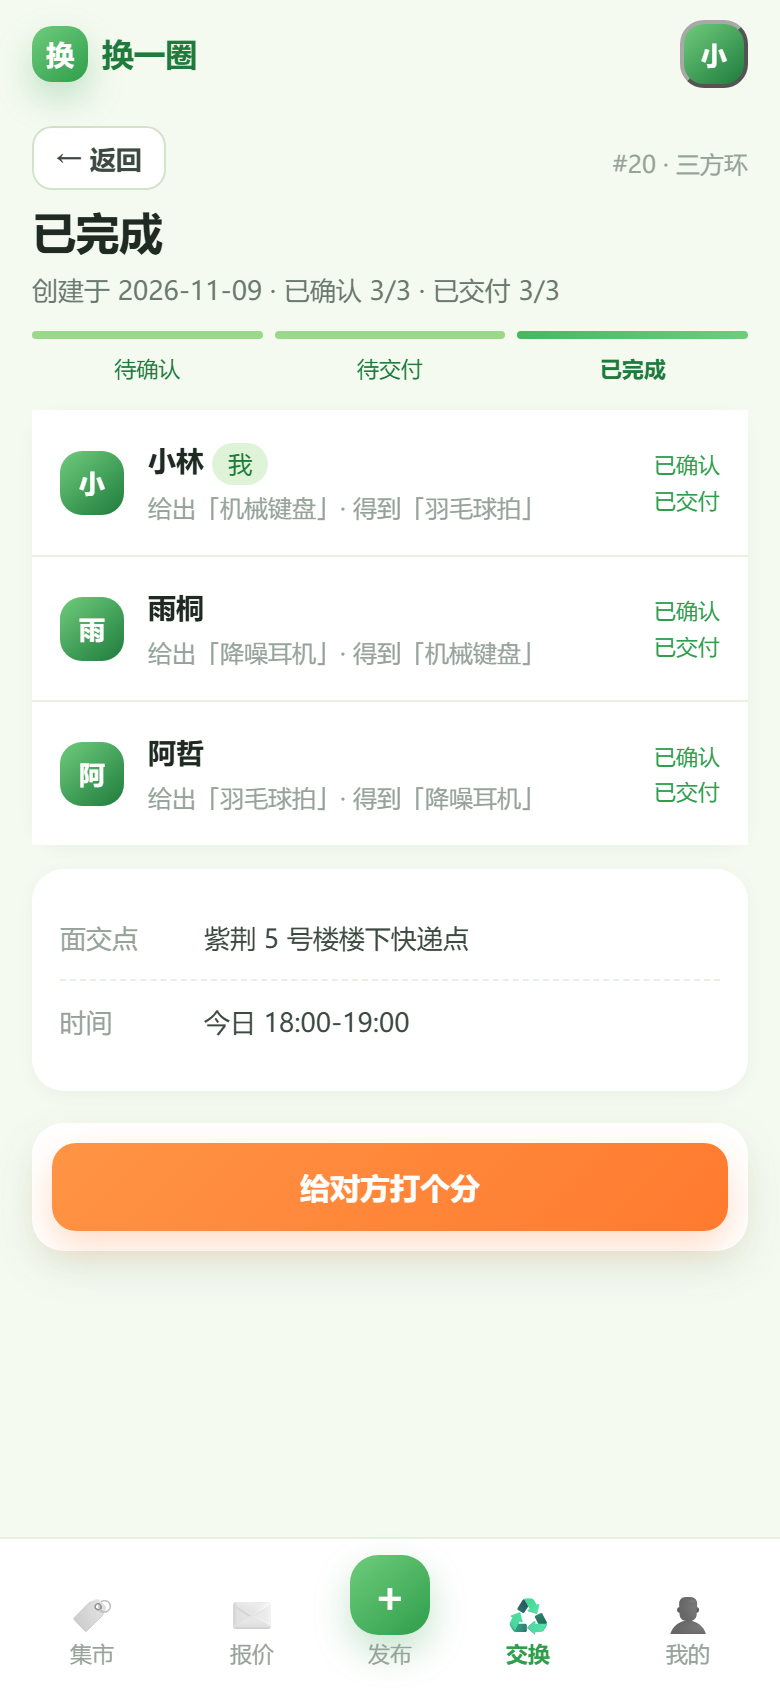 换 换一圈
小
← 返回
#20 · 三方环
已完成
创建于 2026-11-09 · 已确认 3/3 · 已交付 3/3
待确认
待交付
已完成
小
小林 我
给出「机械键盘」 · 得到「羽毛球拍」
已确认
已交付
雨
雨桐
给出「降噪耳机」 · 得到「机械键盘」
已确认
已交付
阿
阿哲
给出「羽毛球拍」 · 得到「降噪耳机」
已确认
已交付
面交点 紫荆 5 号楼楼下快递点
时间 今日 18:00-19:00
给对方打个分
+
集市
报价
发布
交换
我的